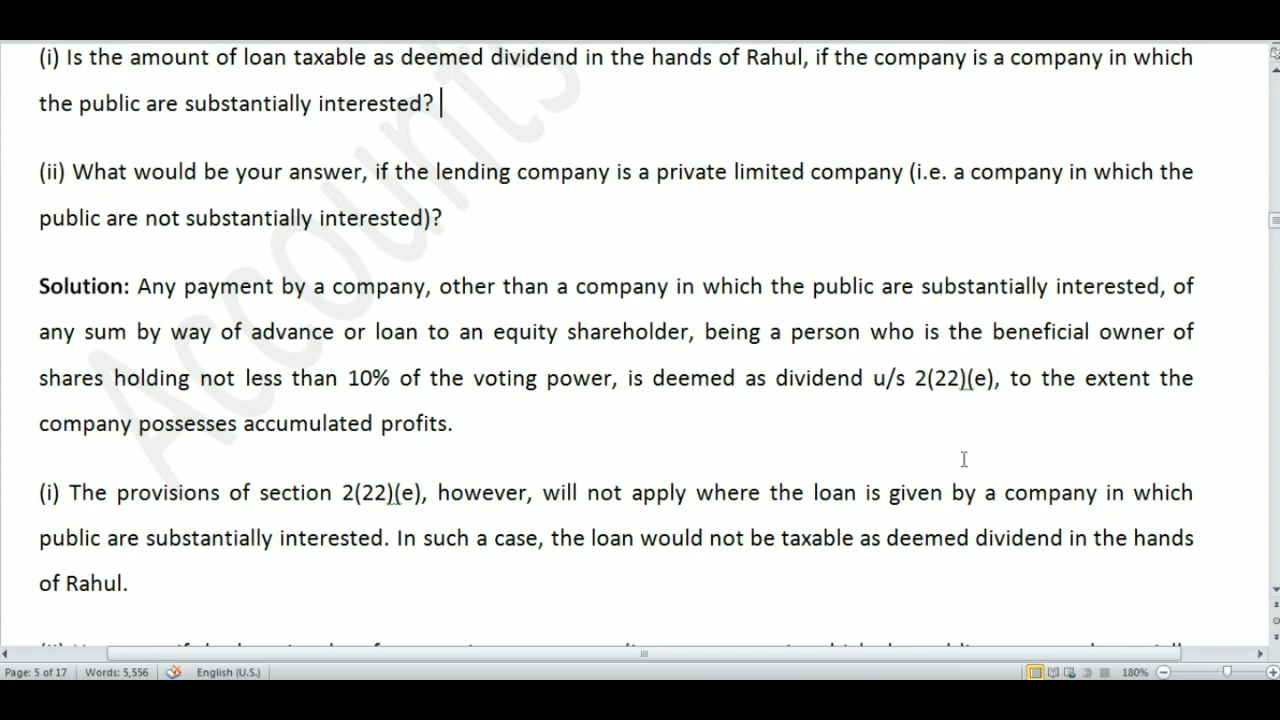 (i) Is the amount of loan taxable as deemed dividend in the hands of Rahul, if the company is a company in which
the public are substantially interested?
(ii) What would be your answer, if the lending company is a private limited company (i.e. a company in which the
public are not substantially interested)?
Solution: Any payment by a company, other than a company in which the public are substantially interested, of
any sum by way of advance or loan to an equity shareholder, being a person who is the beneficial owner of
shares holding not less than 10% of the voting power, is deemed as dividend u/s 2(22)(e), to the extent the
company possesses accumulated profits.
(i) The provisions of section 2(22)(e), however, will not apply where the loan is given by a company in which
public are substantially interested. In such a case, the loan would not be taxable as deemed dividend in the hands
of Rahul.
Accounts
Page: 5 of 17 Words: 5,556 English (U.S.) 180%